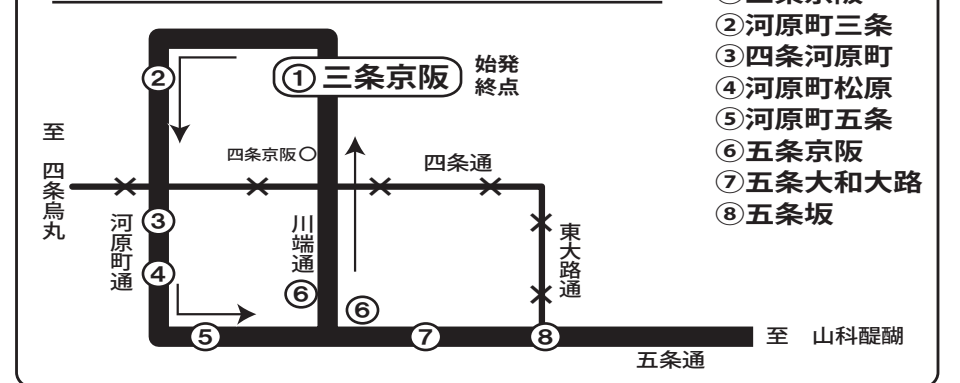 ②河原町三条
③四条河原町
④河原町松原
⑤河原町五条
⑥五条京阪
⑦五条大和大路
⑧五条坂
②
①三条京阪
始発
終点
至 四条烏丸
四条京阪○
四条通
河原町通
③
④
川端通
⑥
⑥
東大路通
⑤
⑦
⑧
五条通
至 山科醍醐